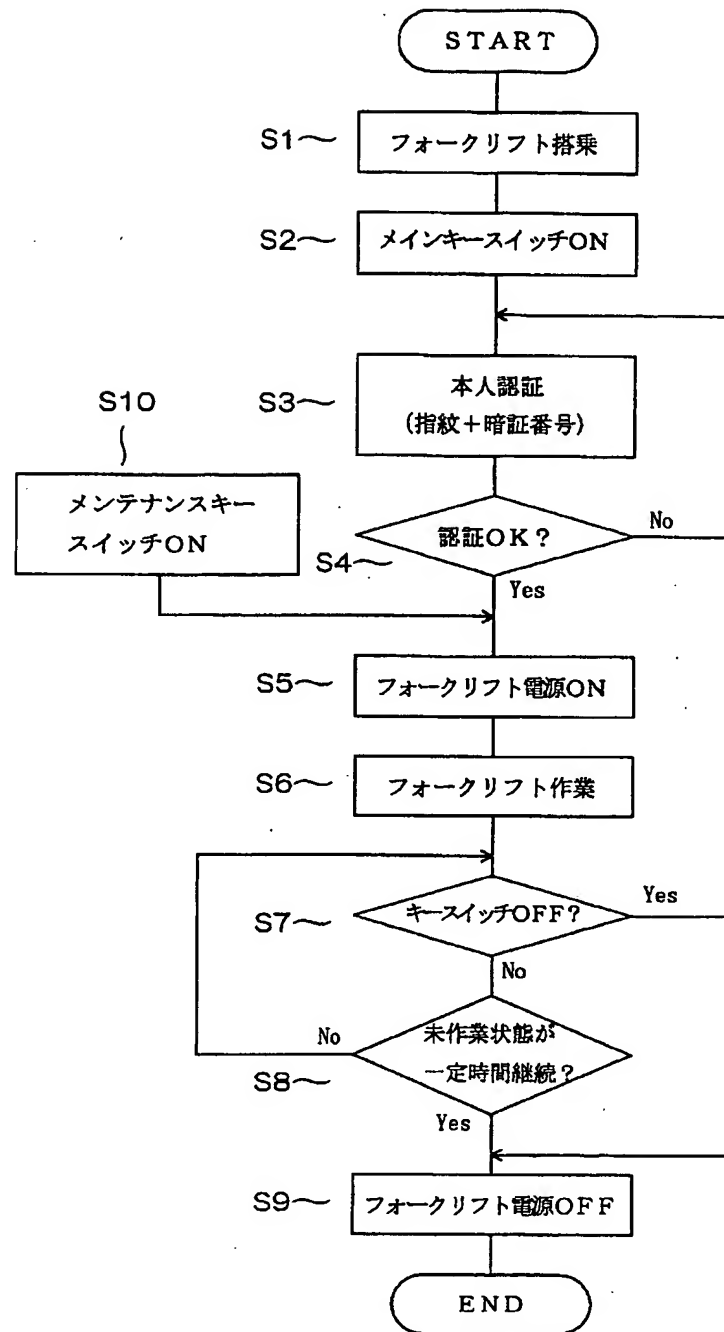 START
S1~
フォークリフト搭乗
S2~
メインキースイッチON
S3~
本人認証
(指紋+暗証番号)
S10
~
メンテナンスキー
スイッチON
S4~
認証OK?
No
Yes
S5~
フォークリフト電源ON
S6~
フォークリフト作業
S7~
キースイッチOFF?
Yes
No
S8~
未作業状態が
一定時間継続?
No
Yes
S9~
フォークリフト電源OFF
END